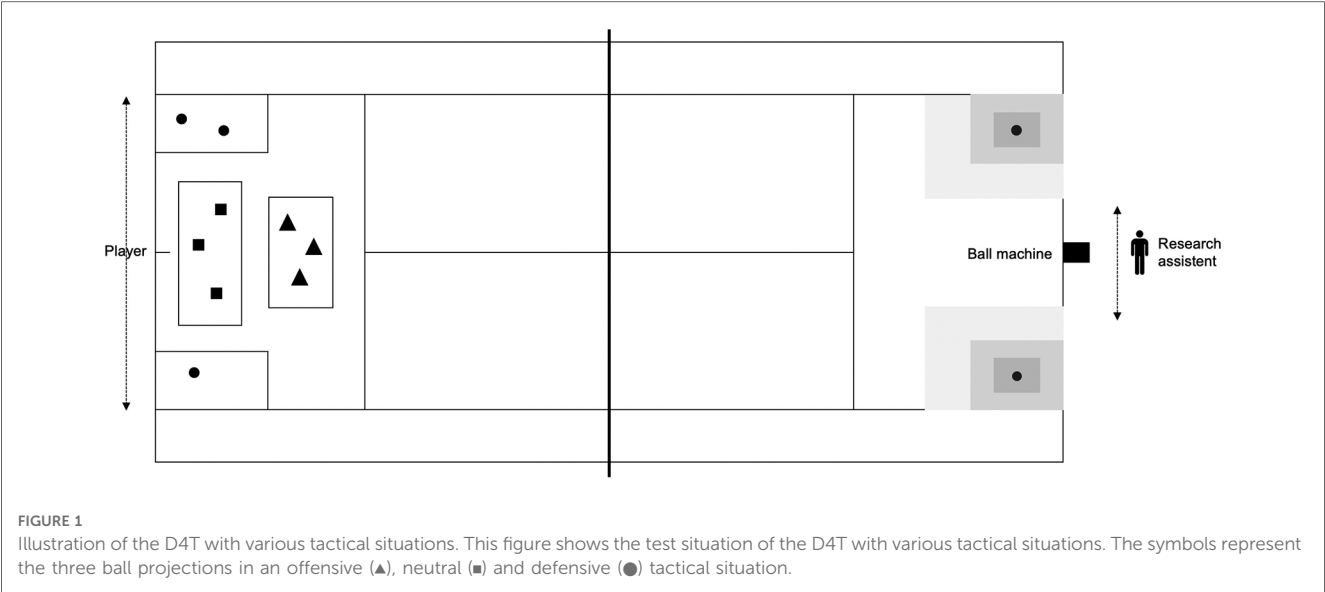 Player
Ball machine
Research
assistent
FIGURE 1
Illustration of the D4T with various tactical situations. This figure shows the test situation of the D4T with various tactical situations. The symbols represent
the three ball projections in an offensive (▲), neutral (■) and defensive (●) tactical situation.